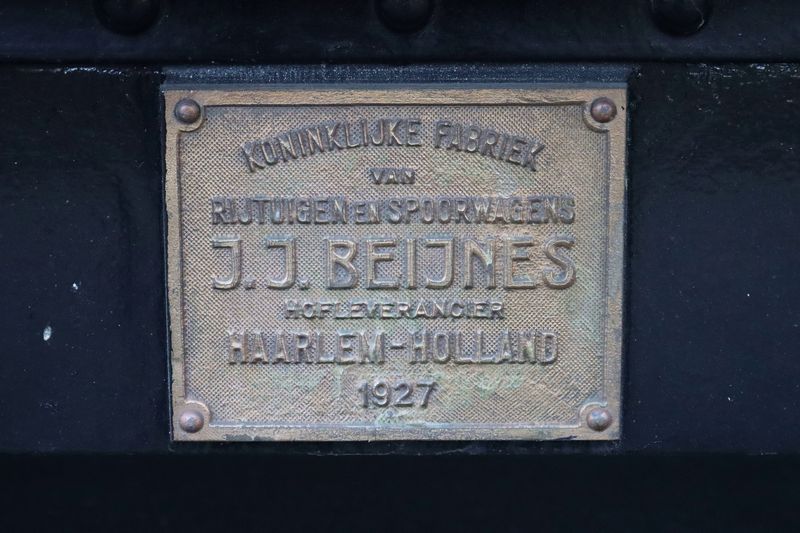 KONINKLIJKE FABRIEK
VAN
RIJTUIGEN EN SPOORWAGENS
J.J. BEIJNES
HOFLEVERANCIER
HAARLEM-HOLLAND
1927